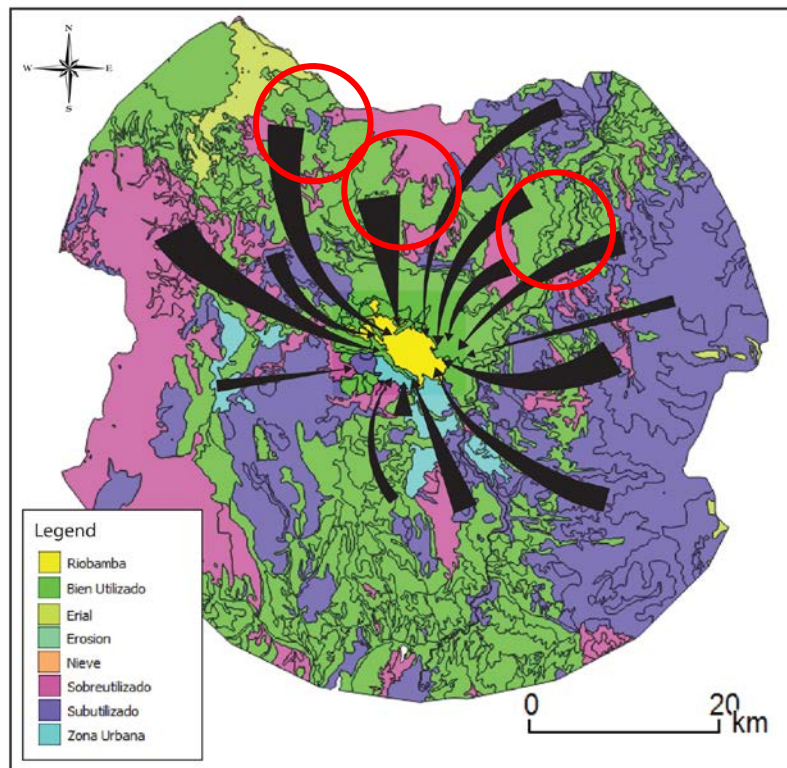 N
W E
S
Legend
Riobamba
Bien Utilizado
Erial
Erosion
Nieve
Sobreutilizado
Subutilizado
Zona Urbana
0 20
km